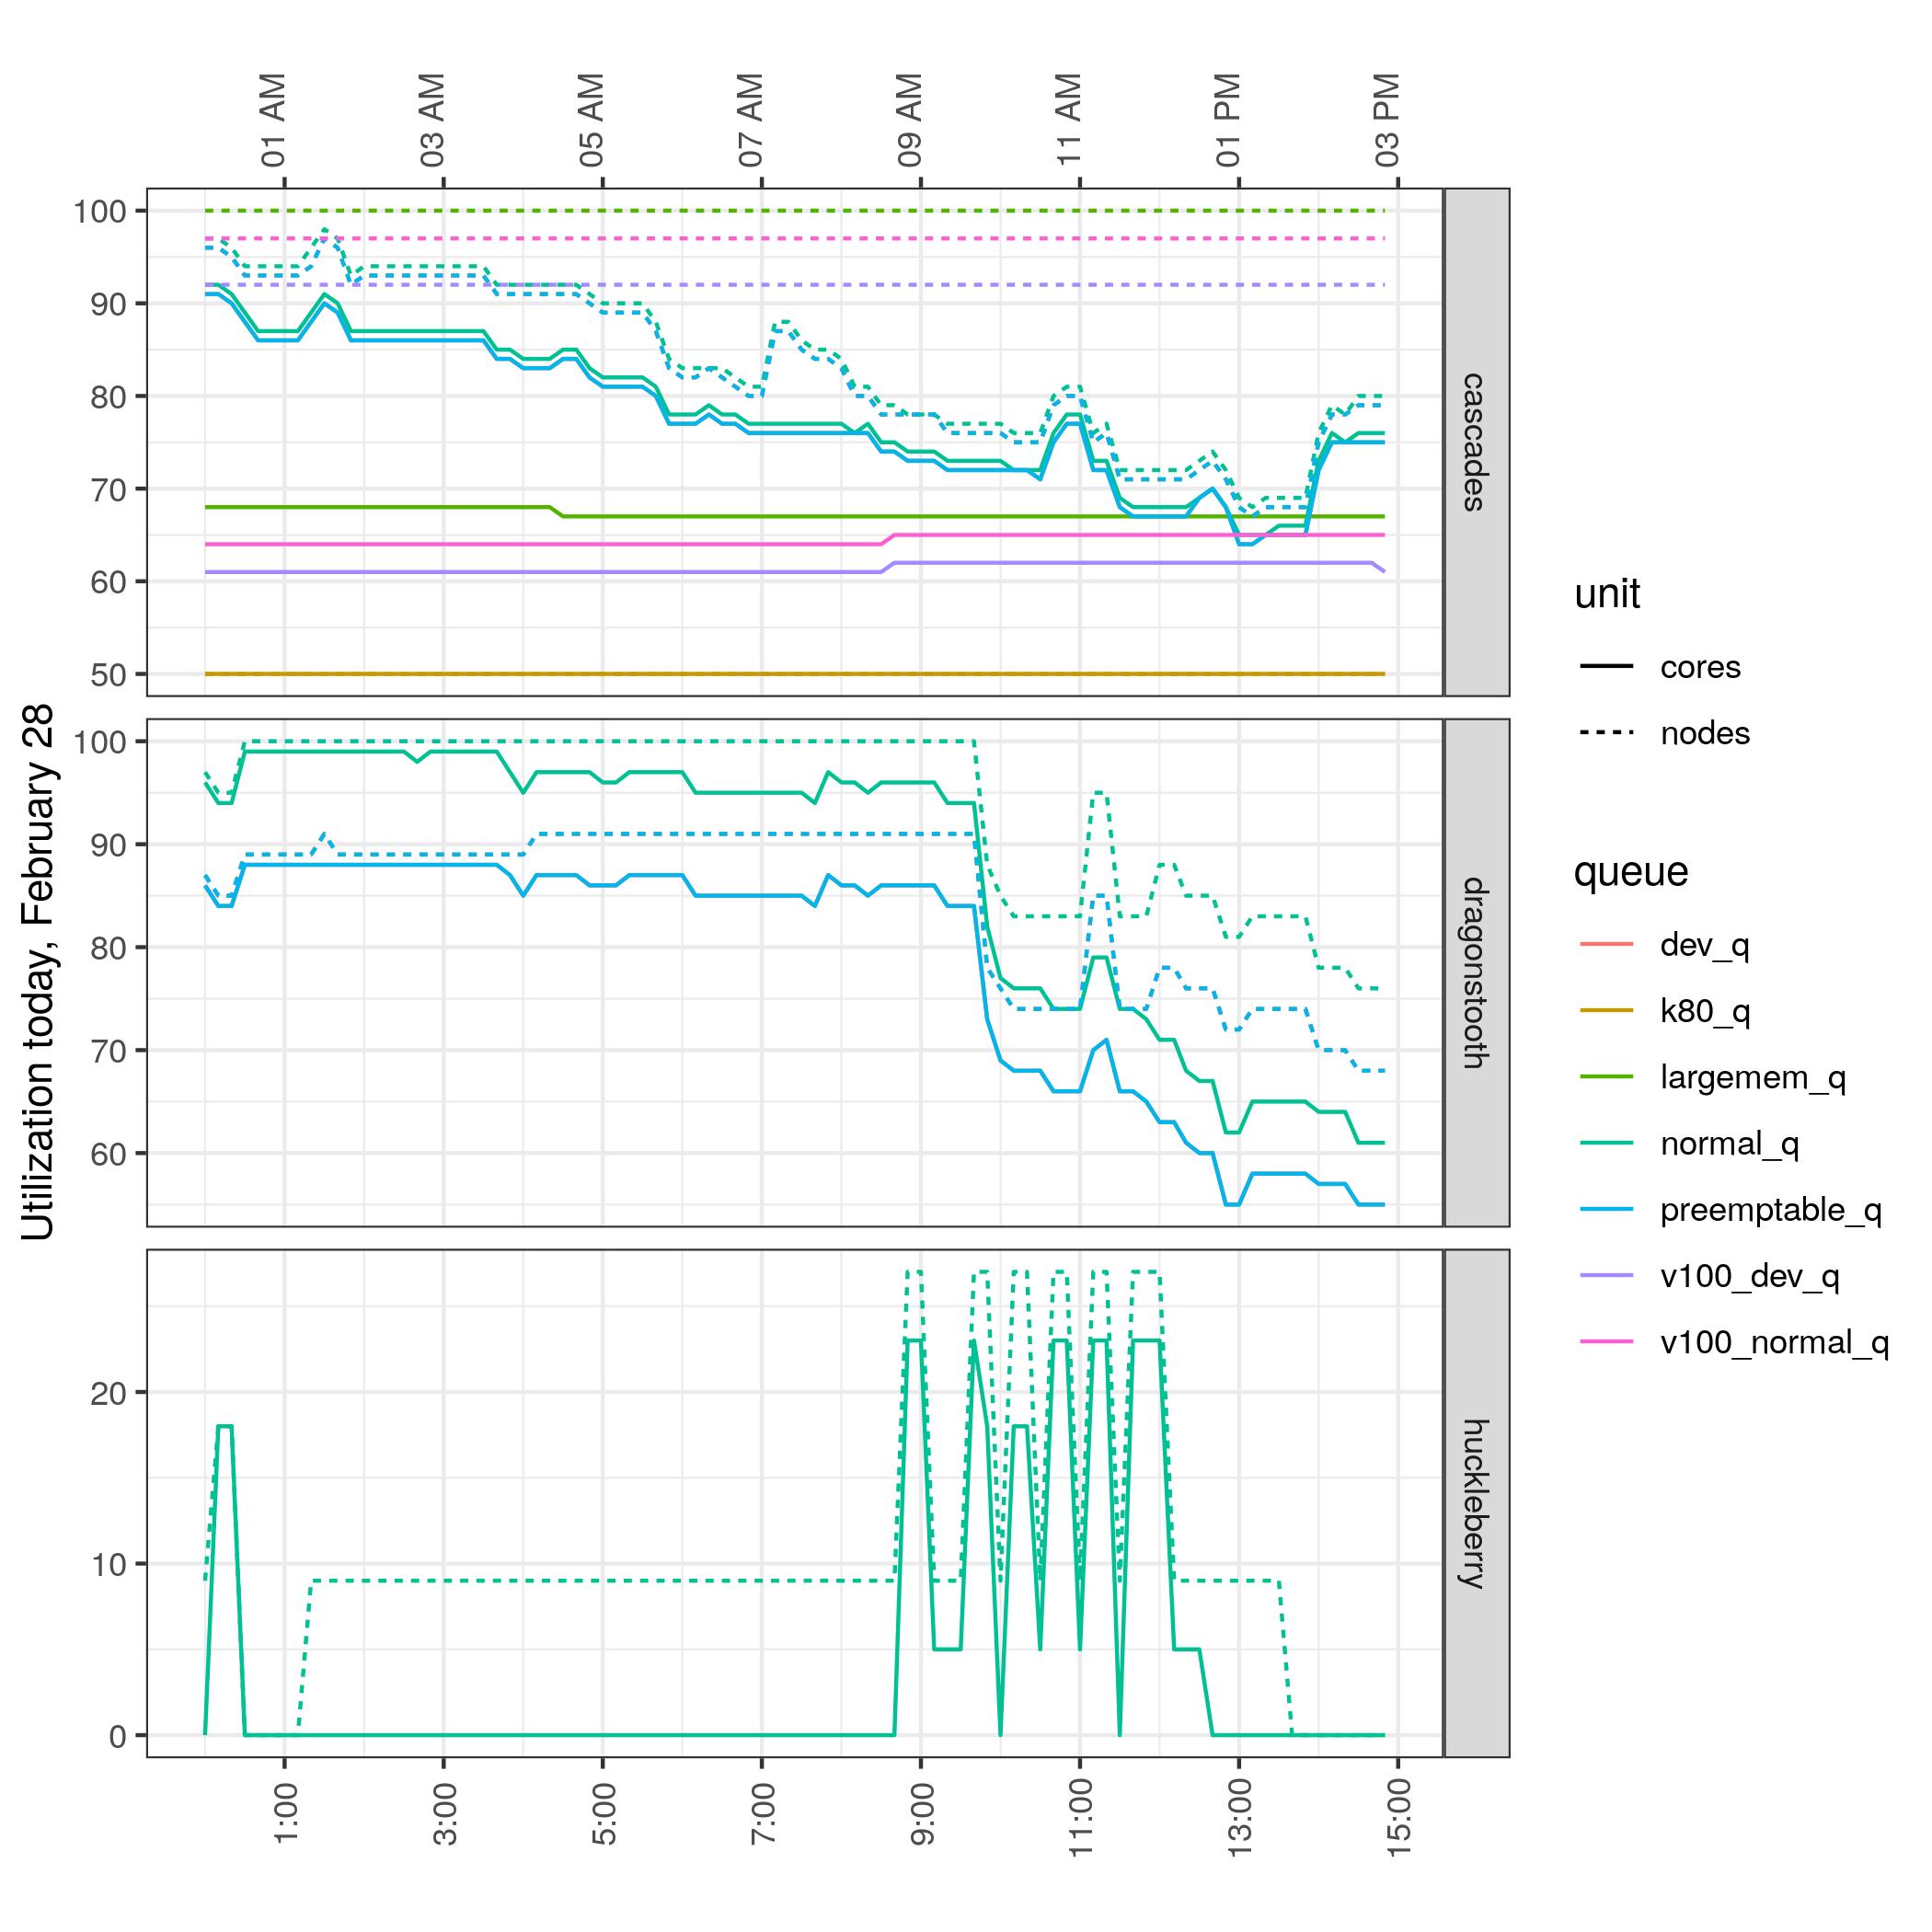 01 AM
03 AM
05 AM
07 AM
09 AM
11 AM
01 PM
03 PM
Utilization today, February 28
100
90
80
70
60
50
cascades
100
90
80
70
60
dragonstooth
20
10
0
huckleberry
1:00
3:00
5:00
7:00
9:00
11:00
13:00
15:00
unit
cores
nodes
queue
dev_q
k80_q
largemem_q
normal_q
preemptable_q
v100_dev_q
v100_normal_q